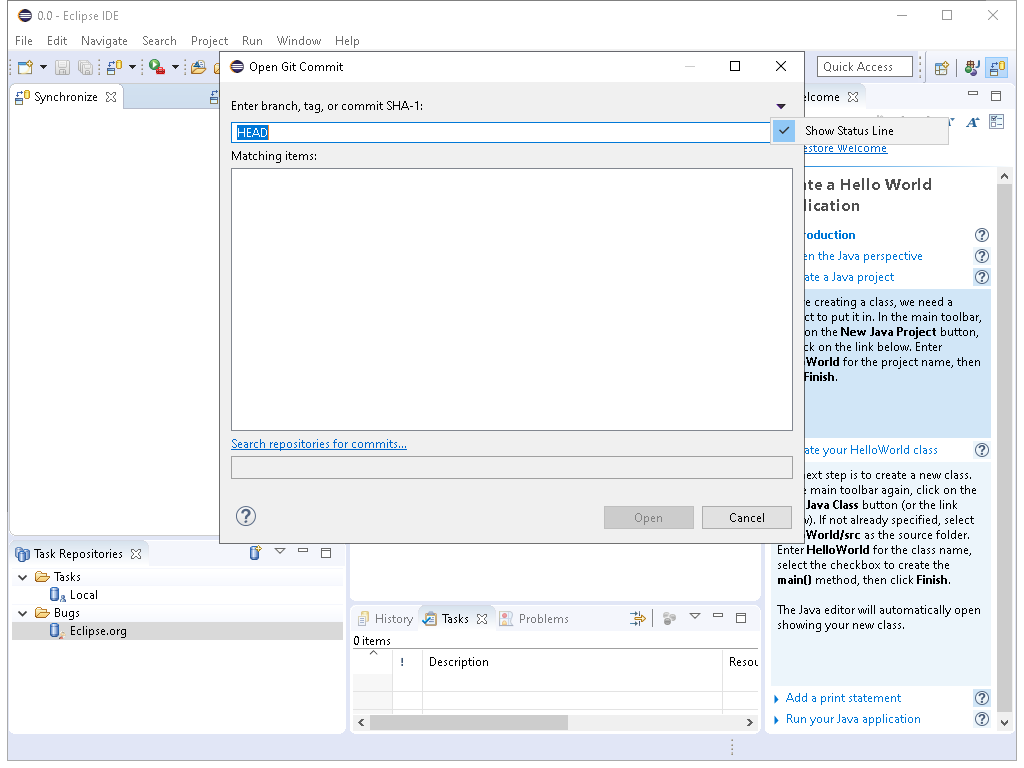 0.0 - Eclipse IDE
File Edit Navigate Search Project Run Window Help
Open Git Commit
Quick Access
Synchronize
elcome
Enter branch, tag, or commit SHA-1:
HEAD
Show Status Line
estore Welcome
Matching items:
te a Hello World
lication
roduction
en the Java perspective
ate a Java project
e creating a class, we need a
ct to put it in. In the main toolbar,
on the New Java Project button,
ck on the link below. Enter
World for the project name, then
Finish.
Search repositories for commits...
ate your HelloWorld class
ext step is to create a new class.
e main toolbar again, click on the
Java Class button (or the link
w). If not already specified, select
World/src as the source folder.
Enter HelloWorld for the class name,
select the checkbox to create the
main() method, then click Finish.
The Java editor will automatically open
showing your new class.
Open Cancel
Task Repositories
Tasks
Local
Bugs
Eclipse.org
History Tasks Problems
0 items
! Description Resou
Add a print statement
Run your Java application